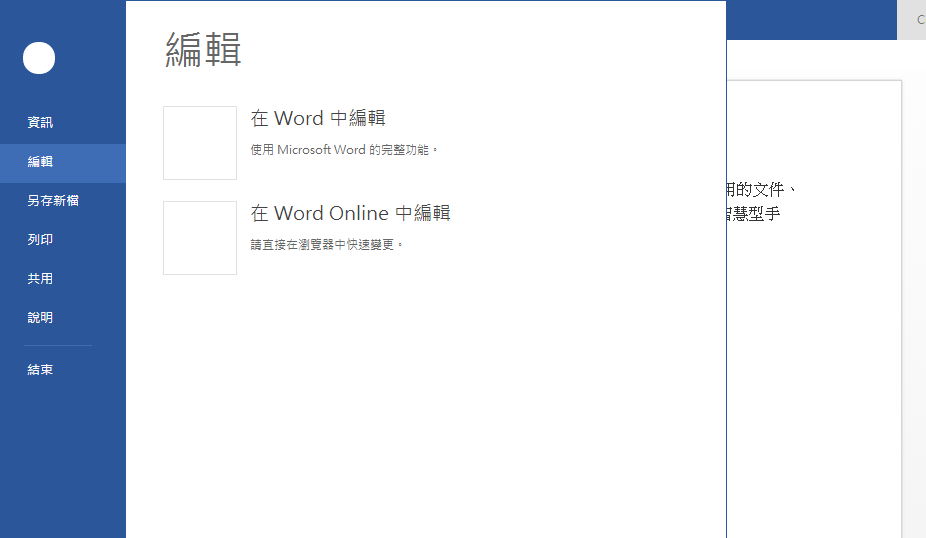 編輯
資訊
編輯
另存新檔
列印
共用
說明
結束
在 Word 中編輯
使用 Microsoft Word 的完整功能。
在 Word Online 中編輯
請直接在瀏覽器中快速變更。
用的文件、
智慧型手